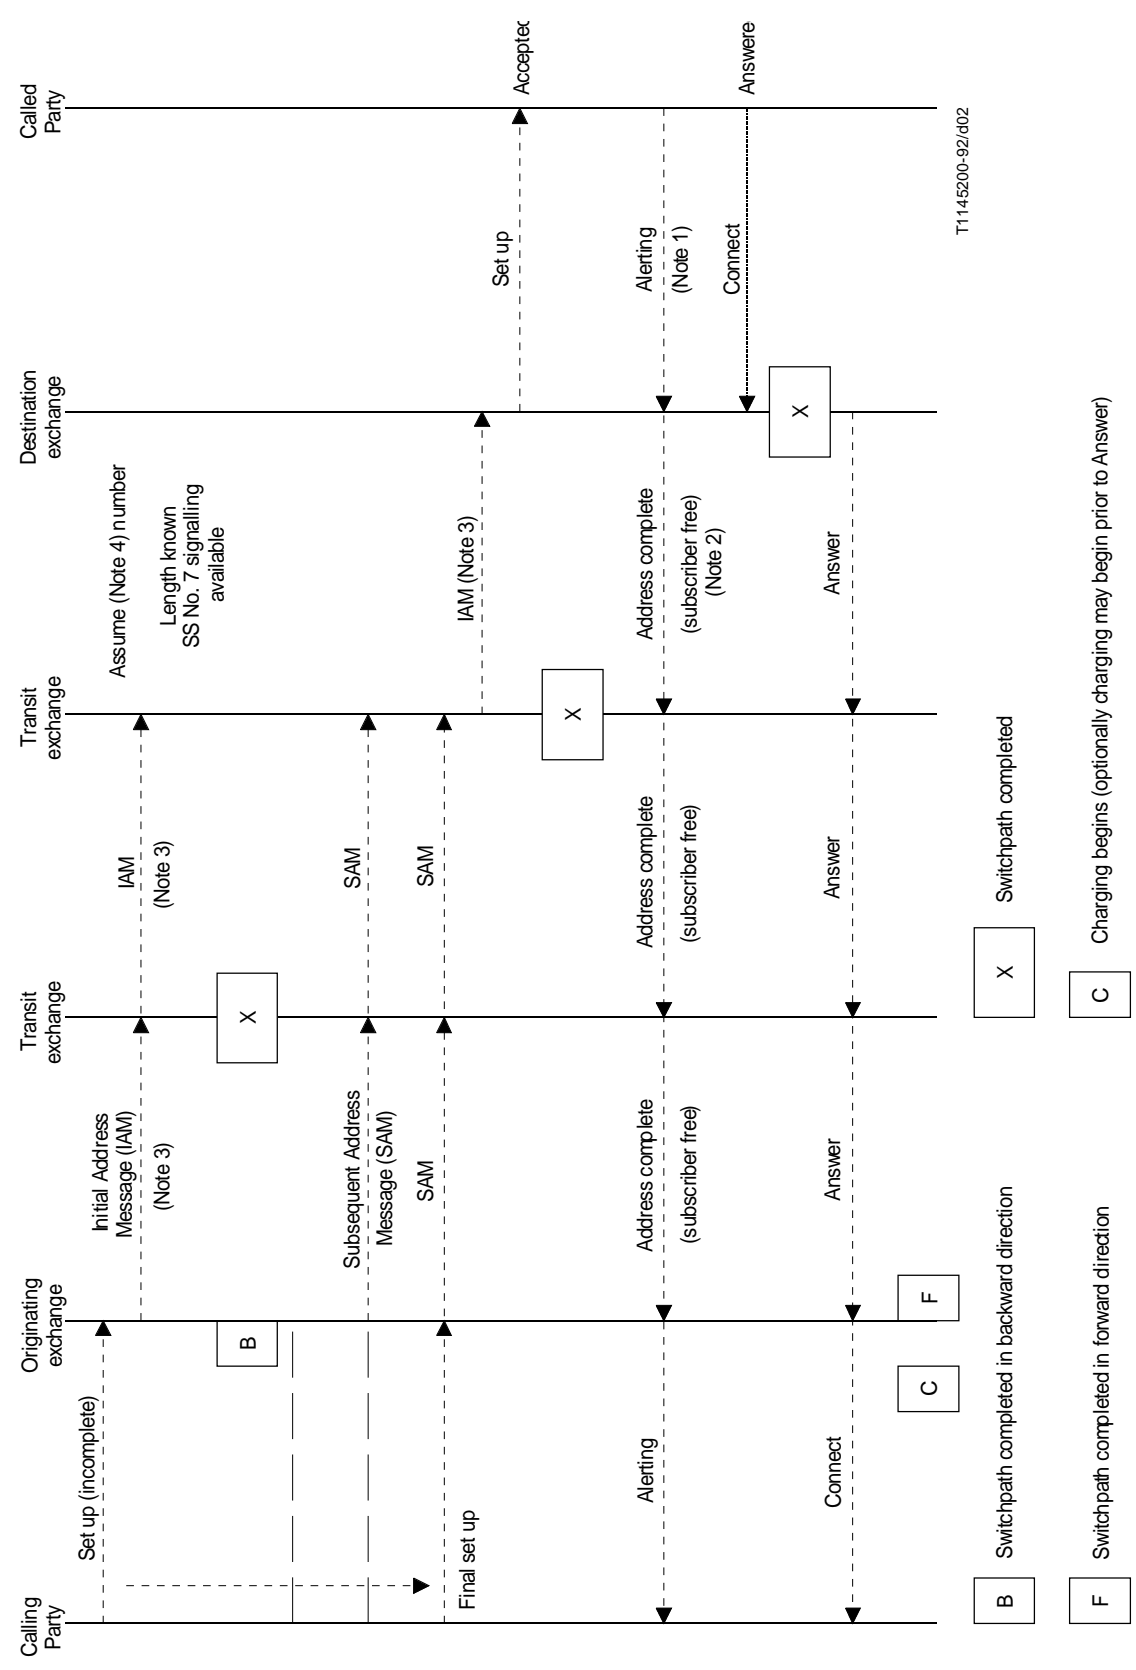 Calling
Party
Originating
exchange
Transit
exchange
Transit
exchange
Destination
exchange
Called
Party
Set up (incomplete)
Initial Address
Message (IAM)
(Note 3)
IAM
(Note 3)
Assume (Note 4) number
Length known
SS No. 7 signalling
available
B
X
Subsequent Address
Message (SAM)
SAM
SAM
SAM
Final set up
IAM (Note 3)
Set up
Accepted
X
Alerting
Address complete
(subscriber free)
Address complete
(subscriber free)
Address complete
(subscriber free)
(Note 2)
Alerting
(Note 1)
Connect
Answere
X
Connect
Answer
Answer
Answer
C
F
T1145200-92/d02
B
Switchpath completed in backward direction
X
Switchpath completed
F
Switchpath completed in forward direction
C
Charging begins (optionally charging may begin prior to Answer)